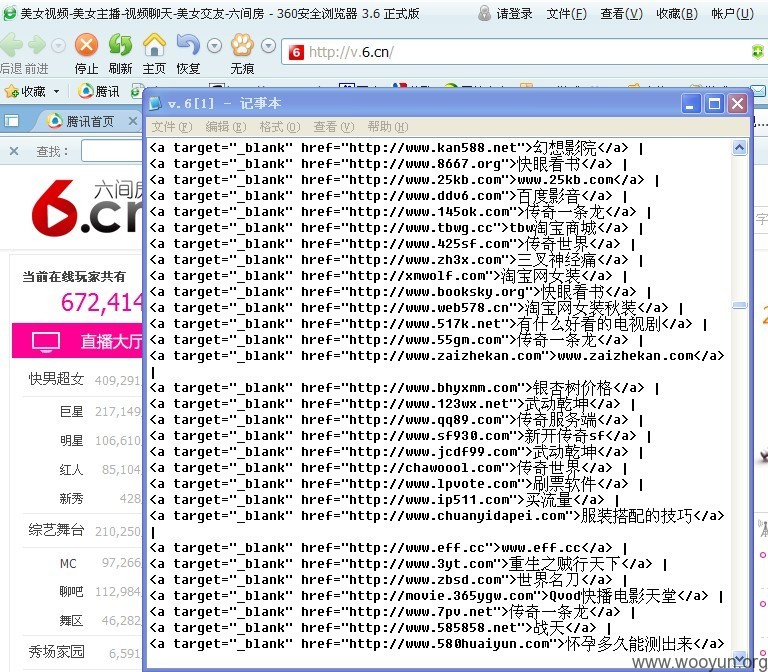 美女视频-美女主播-视频聊天-美女交友-六间房 - 360安全浏览器 3.6 正式版
请登录 文件(F) 查看(V) 收藏(B) 帐户(U)
后退 前进 停止 刷新 主页 恢复 无痕
http://v.6.cn/
收藏 腾讯
腾讯首页
查找：
v.6[1] - 记事本
文件(F) 编辑(E) 格式(O) 查看(V) 帮助(H)
<a target="_blank" href="http://www.kan588.net">幻想影院</a> |
<a target="_blank" href="http://www.8667.org">快眼看书</a> |
<a target="_blank" href="http://www.25kb.com">www.25kb.com</a> |
<a target="_blank" href="http://www.ddv6.com">百度影音</a> |
<a target="_blank" href="http://www.145ok.com">传奇一条龙</a> |
<a target="_blank" href="http://www.tbwg.cc">tbw淘宝商城</a> |
<a target="_blank" href="http://www.425sf.com">传奇世界</a> |
<a target="_blank" href="http://www.zh3x.com">三叉神经痛</a> |
<a target="_blank" href="http://xmwolf.com">淘宝网女装</a> |
<a target="_blank" href="http://www.booksky.org">快眼看书</a> |
<a target="_blank" href="http://www.web578.cn">淘宝网女装秋装</a> |
<a target="_blank" href="http://www.517k.net">有什么好看的电视剧</a> |
<a target="_blank" href="http://www.55gm.com">传奇一条龙</a> |
<a target="_blank" href="http://www.zaizhekan.com">www.zaizhekan.com</a>
|
<a target="_blank" href="http://www.bhyxmm.com">银杏树价格</a> |
<a target="_blank" href="http://www.123wx.net">武动乾坤</a> |
<a target="_blank" href="http://www.qq89.com">传奇服务端</a> |
<a target="_blank" href="http://www.sf930.com">新开传奇sf</a> |
<a target="_blank" href="http://www.jcdf99.com">武动乾坤</a> |
<a target="_blank" href="http://chawoool.com">传奇世界</a> |
<a target="_blank" href="http://www.lpvote.com">刷票软件</a> |
<a target="_blank" href="http://www.ip511.com">买流量</a> |
<a target="_blank" href="http://www.chuanyidapei.com">服装搭配的技巧</a>
|
<a target="_blank" href="http://www.eff.cc">www.eff.cc</a> |
<a target="_blank" href="http://www.3yt.com">重生之贼行天下</a> |
<a target="_blank" href="http://www.zbsd.com">世界名刀</a> |
<a target="_blank" href="http://movie.365ygw.com">Qvod快播电影天堂</a> |
<a target="_blank" href="http://www.7pv.net">传奇一条龙</a> |
<a target="_blank" href="http://www.585858.net">战天</a> |
<a target="_blank" href="http://www.580huaiyun.com">怀孕多久能测出来</a>
六间房
6.cn
当前在线玩家共有
672,414
直播大厅
快男超女 409,291
巨星 217,149
明星 106,610
红人 85,104
新秀 428
综艺舞台 210,250
MC 97,266
聊吧 112,984
舞区 46,282
秀场家园 6,591
www.wooyun.org